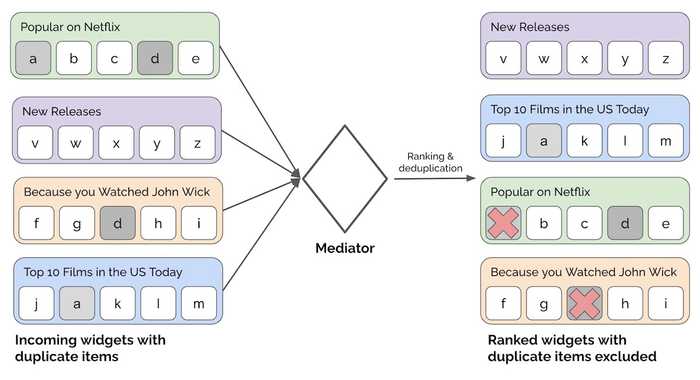 Popular on Netflix
a b c d e
New Releases
v w x y z
Because you Watched John Wick
f g d h i
Top 10 Films in the US Today
j a k l m
Incoming widgets with
duplicate items
Mediator
Ranking &
deduplication
New Releases
v w x y z
Top 10 Films in the US Today
j a k l m
Popular on Netflix
b c d e
Because you Watched John Wick
f g h i
Ranked widgets with
duplicate items excluded